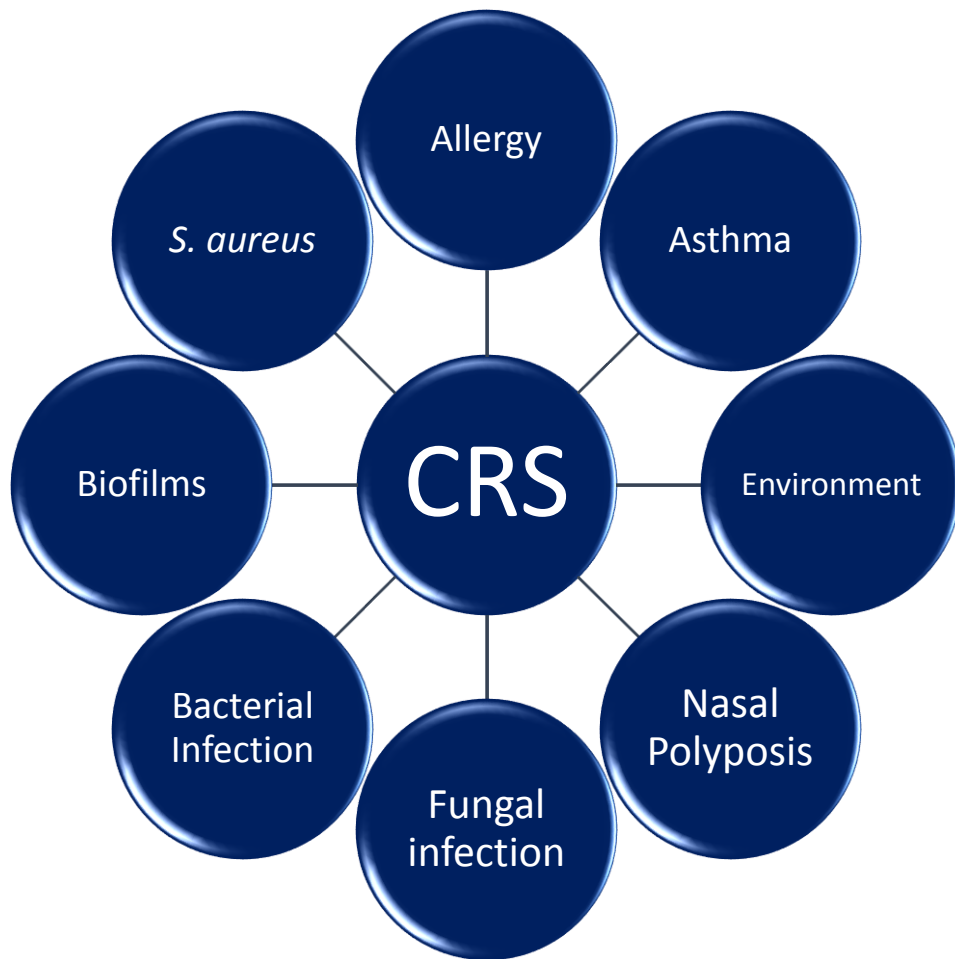 Allergy
S. aureus
Asthma
Biofilms
CRS
Environment
Bacterial
Infection
Nasal
Polyposis
Fungal
infection